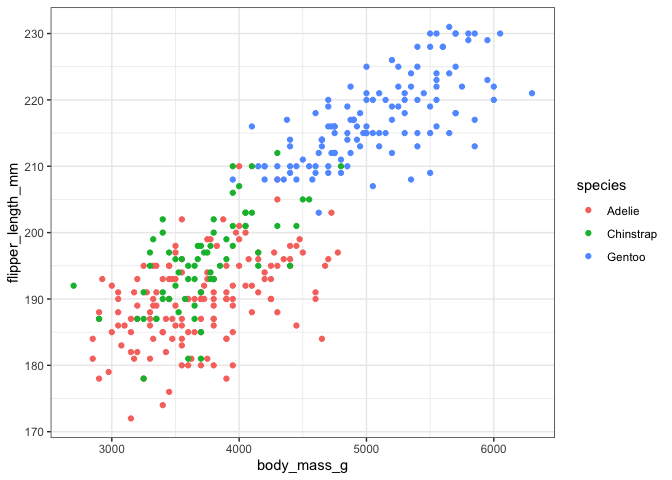 230
220
210
200
190
180
170
flipper_length_mm
3000 4000 5000 6000
body_mass_g
species
Adelie
Chinstrap
Gentoo